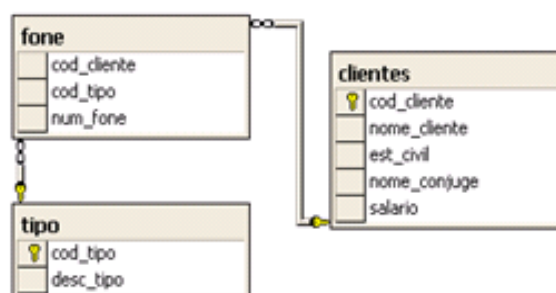 fone
cod_cliente
cod_tipo
num_fone
clientes
cod_cliente
nome_cliente
est_civil
nome_conjuge
salario
tipo
cod_tipo
desc_tipo